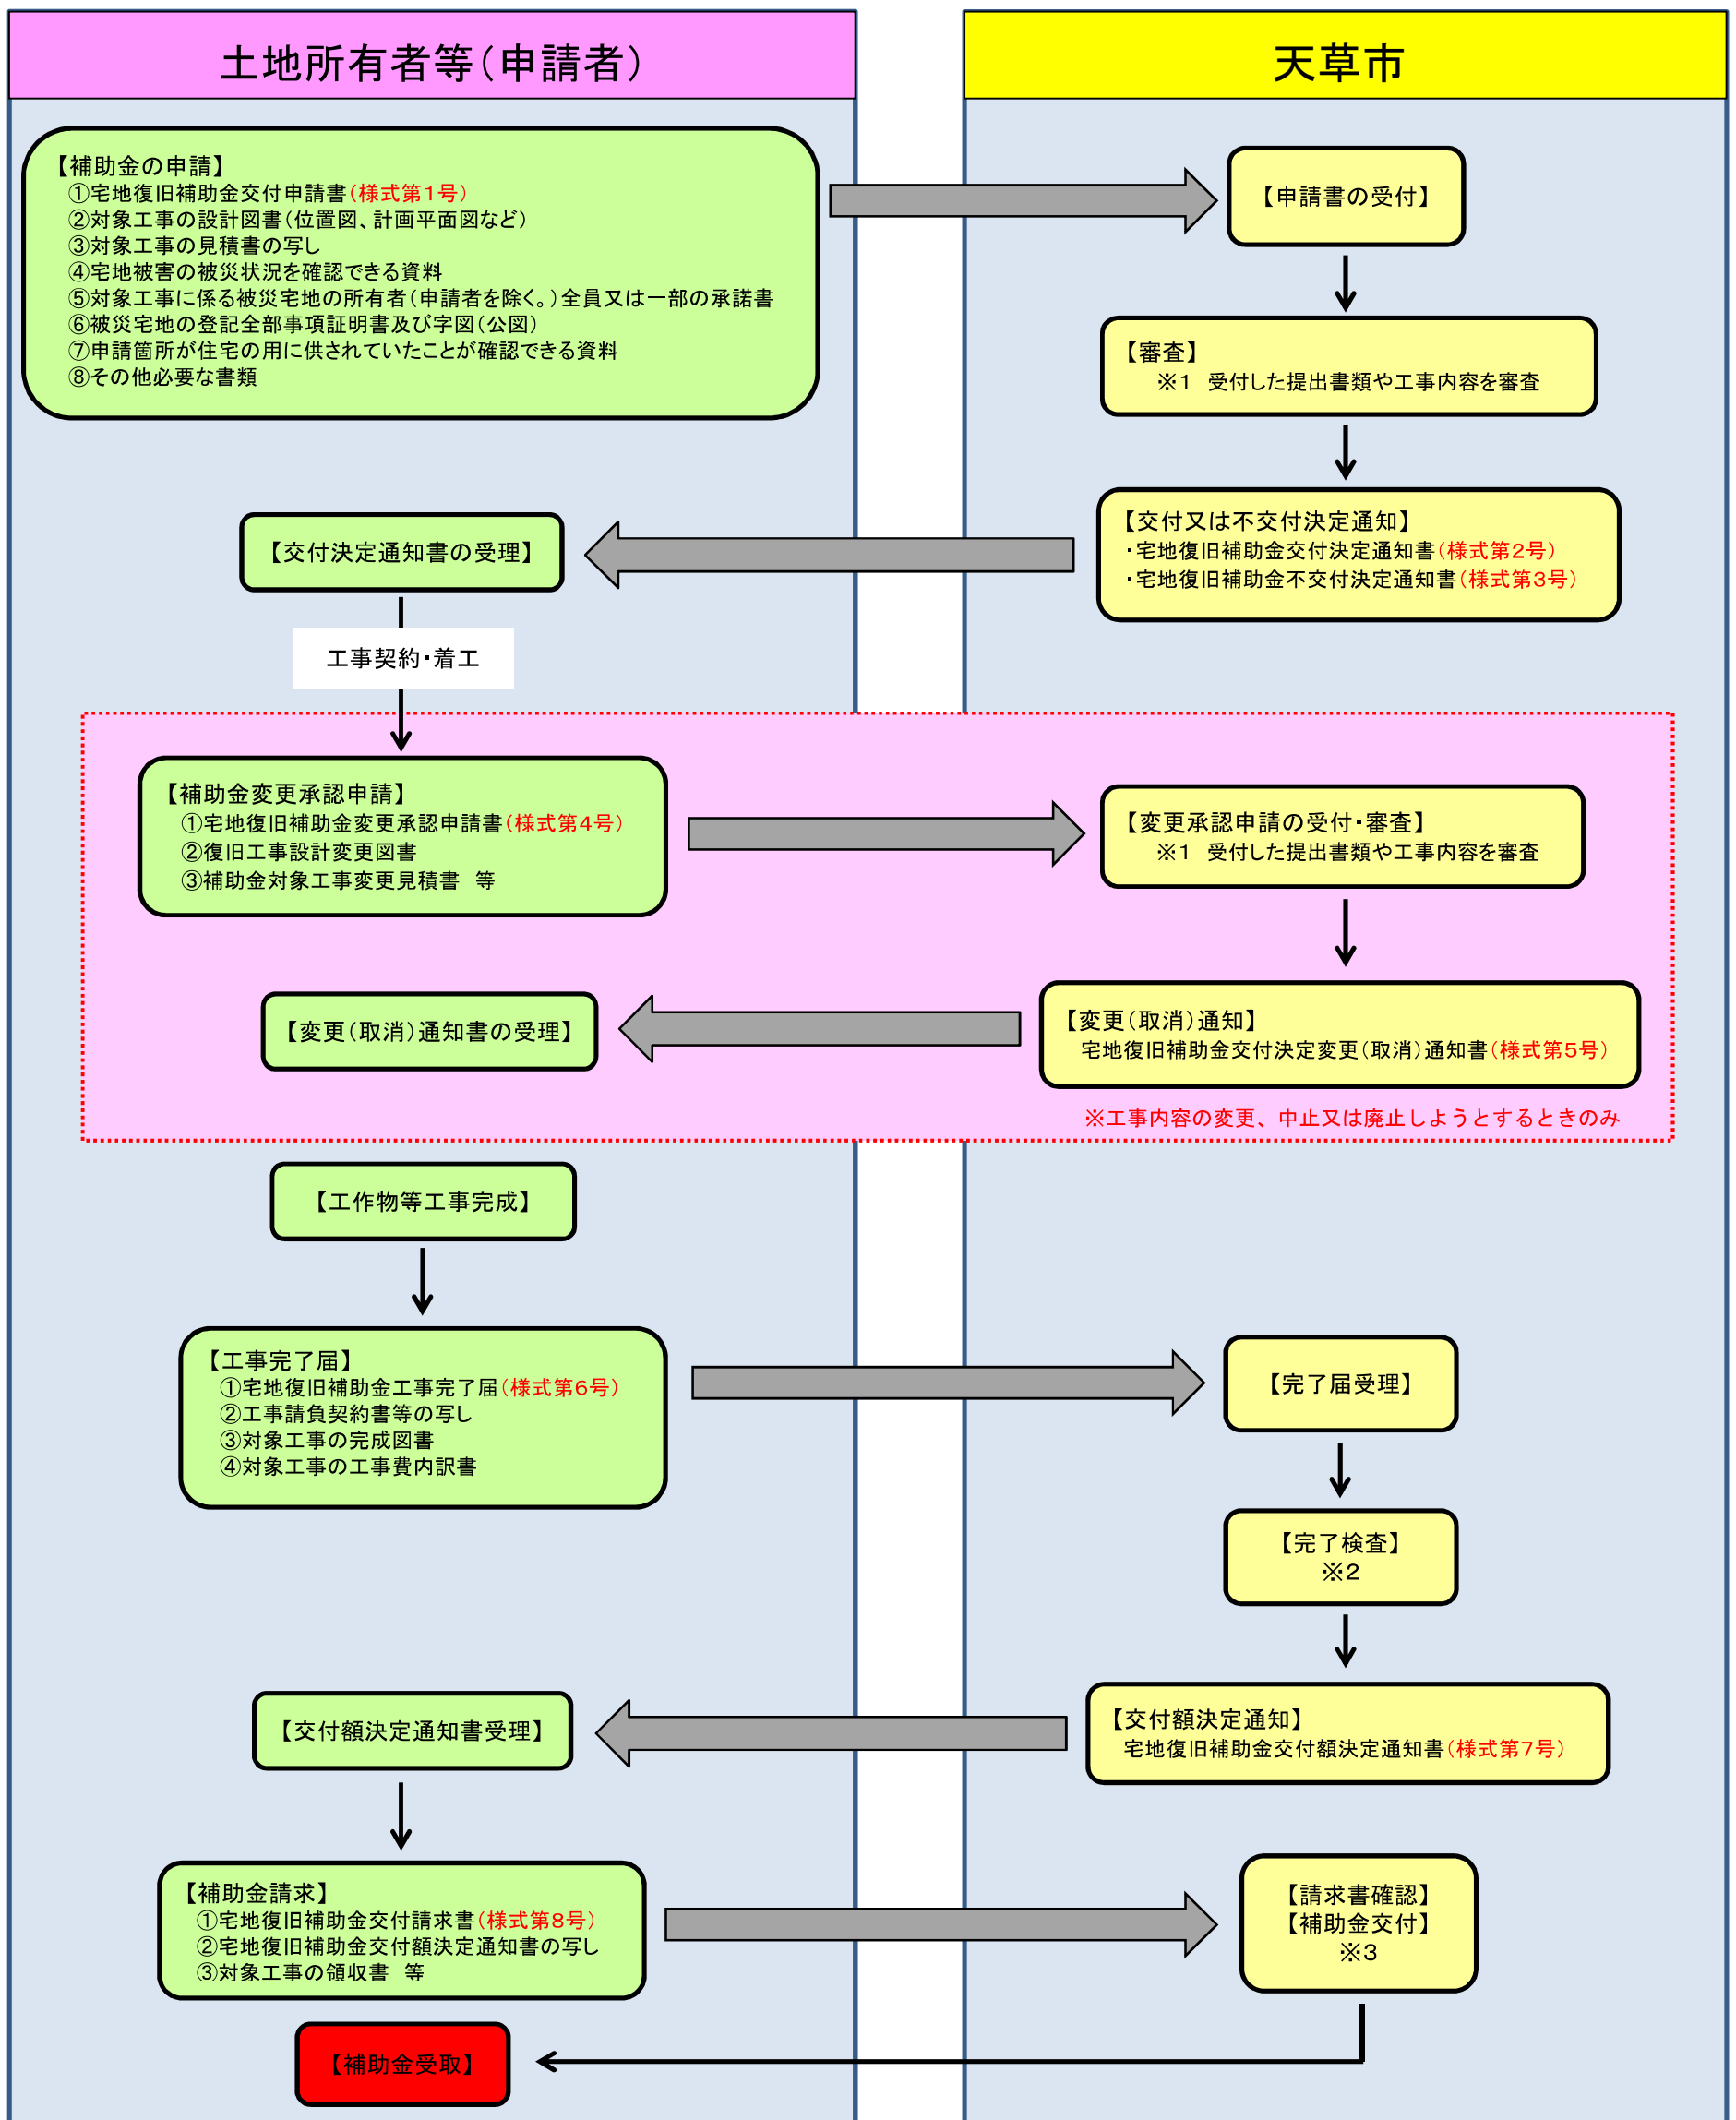 土地所有者等（申請者）
天草市
【補助金の申請】
①宅地復旧補助金交付申請書（様式第１号）
②対象工事の設計図書（位置図、計画平面図など）
③対象工事の見積書の写し
④宅地被害の被災状況を確認できる資料
⑤対象工事に係る被災宅地の所有者（申請者を除く。）全員又は一部の承諾書
⑥被災宅地の登記全部事項証明書及び字図（公図）
⑦申請箇所が住宅の用に供されていたことが確認できる資料
⑧その他必要な書類
【申請書の受付】
【審査】
※１　受付した提出書類や工事内容を審査
【交付又は不交付決定通知】
・宅地復旧補助金交付決定通知書（様式第２号）
・宅地復旧補助金不交付決定通知書（様式第３号）
【交付決定通知書の受理】
工事契約・着工
【補助金変更承認申請】
①宅地復旧補助金変更承認申請書（様式第４号）
②復旧工事設計変更図書
③補助金対象工事変更見積書　等
【変更承認申請の受付・審査】
※１　受付した提出書類や工事内容を審査
【変更（取消）通知】
宅地復旧補助金交付決定変更（取消）通知書（様式第５号）
【変更（取消）通知書の受理】
※工事内容の変更、中止又は廃止しようとするときのみ
【工作物等工事完成】
【工事完了届】
①宅地復旧補助金工事完了届（様式第６号）
②工事請負契約書等の写し
③対象工事の完成図書
④対象工事の工事費内訳書
【完了届受理】
【完了検査】
※２
【交付額決定通知】
宅地復旧補助金交付額決定通知書（様式第７号）
【交付額決定通知書受理】
【補助金請求】
①宅地復旧補助金交付請求書（様式第８号）
②宅地復旧補助金交付額決定通知書の写し
③対象工事の領収書　等
【請求書確認】
【補助金交付】
※３
【補助金受取】